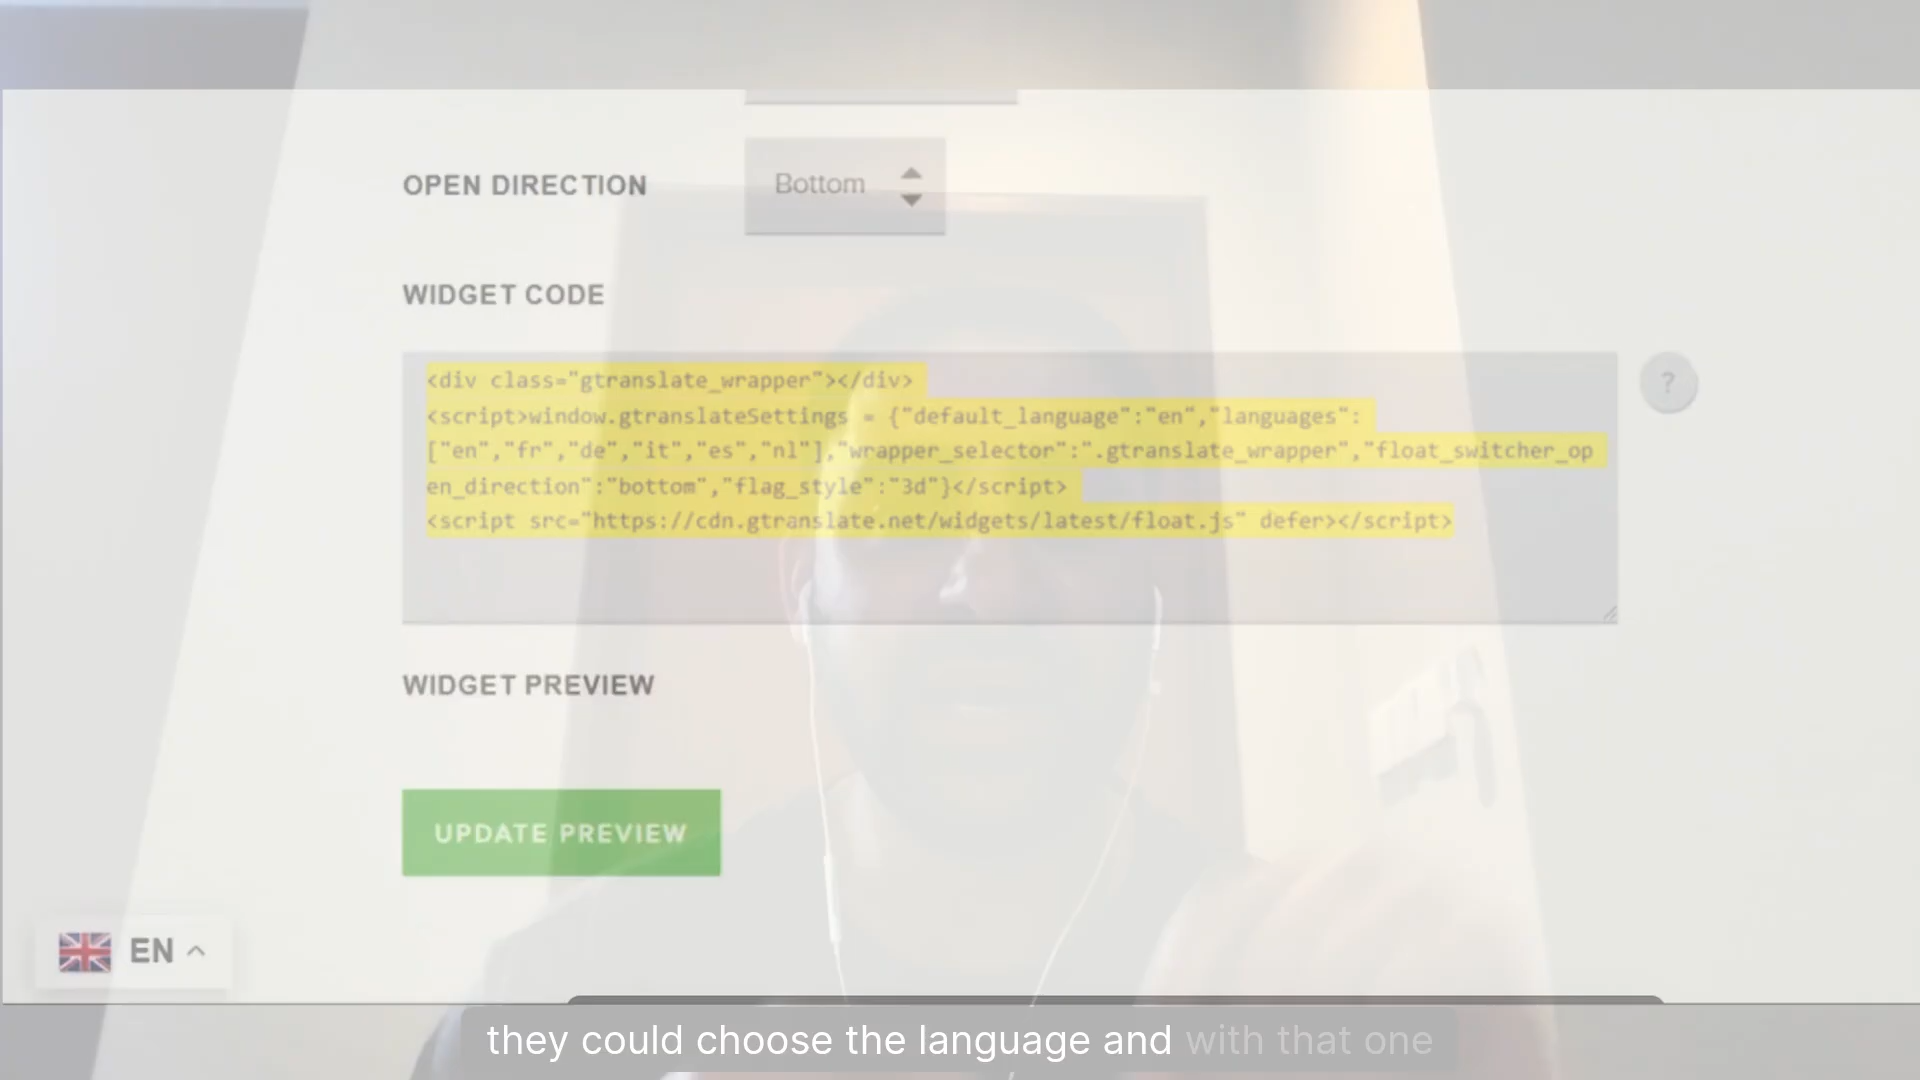 OPEN DIRECTION
Bottom
WIDGET CODE
<div class="gtranslate_wrapper"></div>
<script>window.gtranslateSettings = {"default_language":"en","languages":
["en","fr","de","it","es","nl"],"wrapper_selector":".gtranslate_wrapper","float_switcher_op
en_direction":"bottom","flag_style":"3d"}</script>
<script src="https://cdn.gtranslate.net/widgets/latest/float.js" defer></script>
?
WIDGET PREVIEW
UPDATE PREVIEW
EN
they could choose the language and with that one